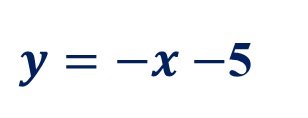 y = −x −5